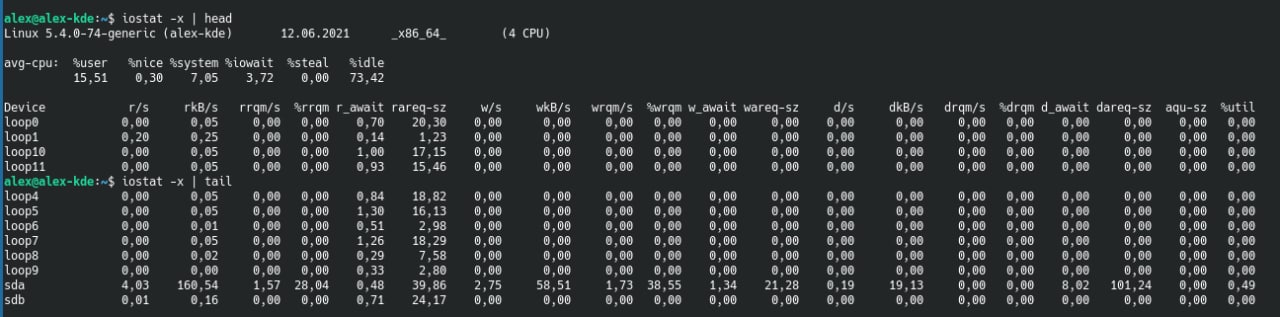 alex@alex-kde:~$ iostat -x | head
Linux 5.4.0-74-generic (alex-kde) 12.06.2021 _x86_64_ (4 CPU)
avg-cpu: %user %nice %system %iowait %steal %idle
15,51 0,30 7,05 3,72 0,00 73,42
Device r/s rkB/s rrqm/s %rrqm r_await rareq-sz w/s wkB/s wrqm/s %wrqm w_await wareq-sz d/s dkB/s drqm/s %drqm d_await dareq-sz aqu-sz %util
loop0 0,00 0,05 0,00 0,00 0,70 20,30 0,00 0,00 0,00 0,00 0,00 0,00 0,00 0,00 0,00 0,00 0,00 0,00 0,00 0,00
loop1 0,20 0,25 0,00 0,00 0,14 1,23 0,00 0,00 0,00 0,00 0,00 0,00 0,00 0,00 0,00 0,00 0,00 0,00 0,00 0,00
loop10 0,00 0,05 0,00 0,00 1,00 17,15 0,00 0,00 0,00 0,00 0,00 0,00 0,00 0,00 0,00 0,00 0,00 0,00 0,00 0,00
loop11 0,00 0,05 0,00 0,00 0,93 15,46 0,00 0,00 0,00 0,00 0,00 0,00 0,00 0,00 0,00 0,00 0,00 0,00 0,00 0,00
alex@alex-kde:~$ iostat -x | tail
loop4 0,00 0,05 0,00 0,00 0,84 18,82 0,00 0,00 0,00 0,00 0,00 0,00 0,00 0,00 0,00 0,00 0,00 0,00 0,00 0,00
loop5 0,00 0,05 0,00 0,00 1,30 16,13 0,00 0,00 0,00 0,00 0,00 0,00 0,00 0,00 0,00 0,00 0,00 0,00 0,00 0,00
loop6 0,00 0,01 0,00 0,00 0,51 2,98 0,00 0,00 0,00 0,00 0,00 0,00 0,00 0,00 0,00 0,00 0,00 0,00 0,00 0,00
loop7 0,00 0,05 0,00 0,00 1,26 18,29 0,00 0,00 0,00 0,00 0,00 0,00 0,00 0,00 0,00 0,00 0,00 0,00 0,00 0,00
loop8 0,00 0,02 0,00 0,00 0,29 7,58 0,00 0,00 0,00 0,00 0,00 0,00 0,00 0,00 0,00 0,00 0,00 0,00 0,00 0,00
loop9 0,00 0,00 0,00 0,00 0,33 2,80 0,00 0,00 0,00 0,00 0,00 0,00 0,00 0,00 0,00 0,00 0,00 0,00 0,00 0,00
sda 4,03 160,54 1,57 28,04 0,48 39,86 2,75 58,51 1,73 38,55 1,34 21,28 0,19 19,13 0,00 0,00 8,02 101,24 0,00 0,49
sdb 0,01 0,16 0,00 0,00 0,71 24,17 0,00 0,00 0,00 0,00 0,00 0,00 0,00 0,00 0,00 0,00 0,00 0,00 0,00 0,00